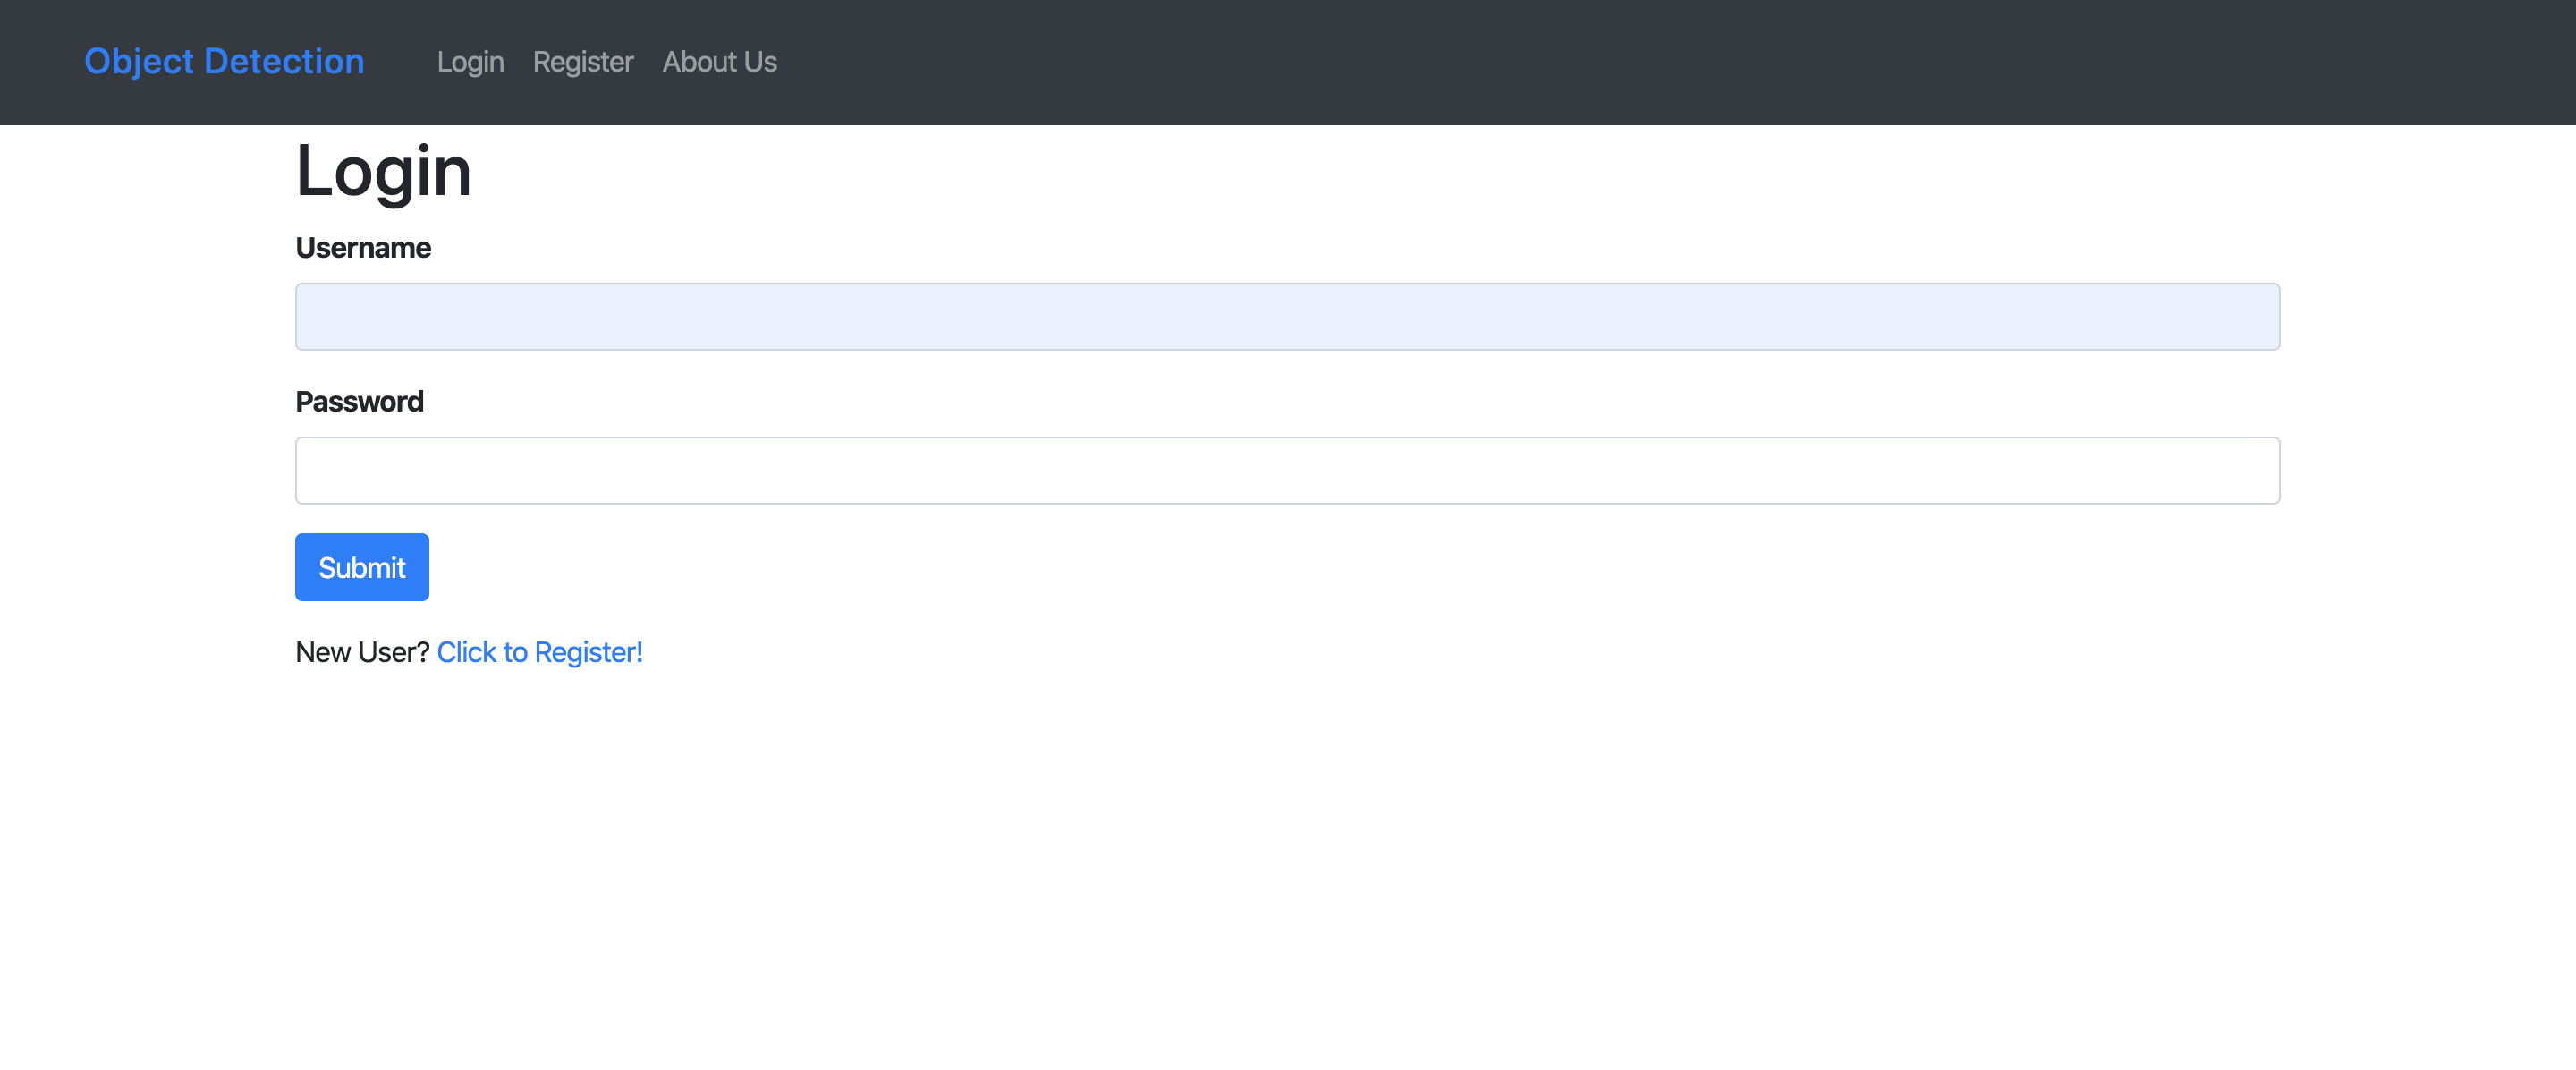 Object Detection Login Register About Us
Login
Username
Password
Submit
New User? Click to Register!